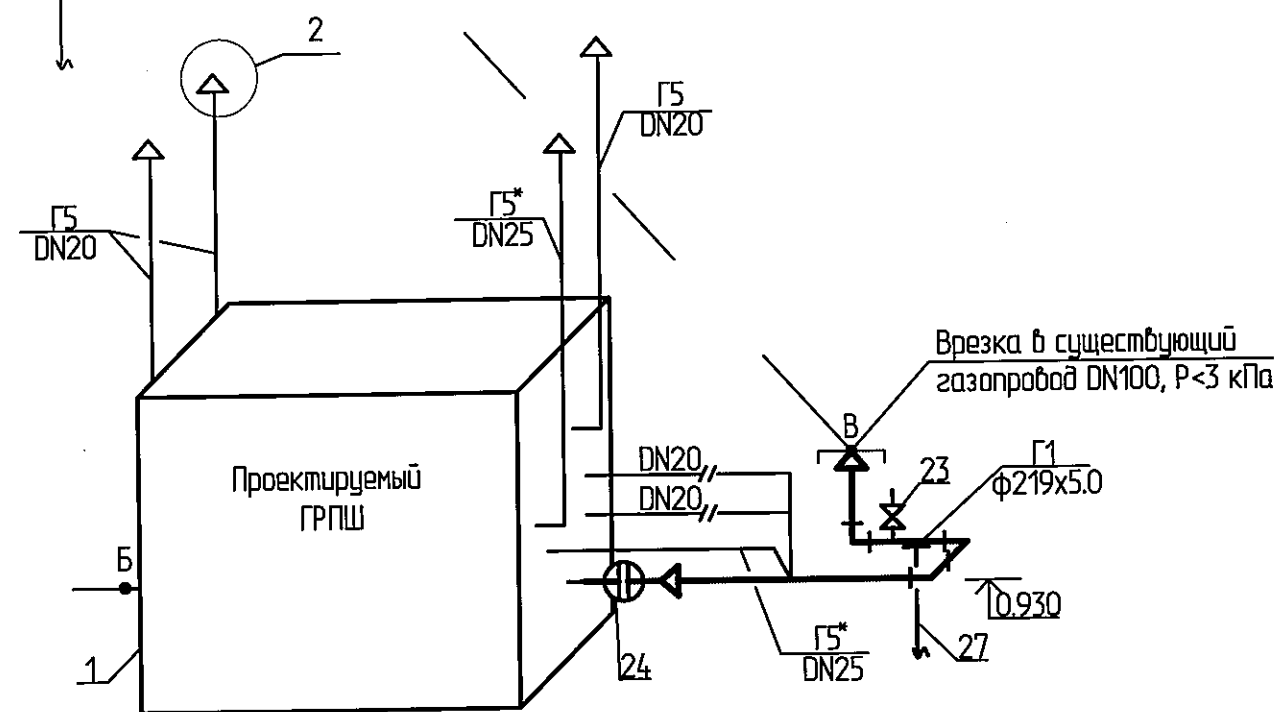 2
Г5
DN20
Г5
DN20
Г5*
DN25
Врезка в существующий
газопровод DN100, Р<3 кПа
В
Г1
ф219х5.0
23
DN20
DN20
Проектируемый
ГРПШ
Б
0.930
1
24
Г5*
DN25
27